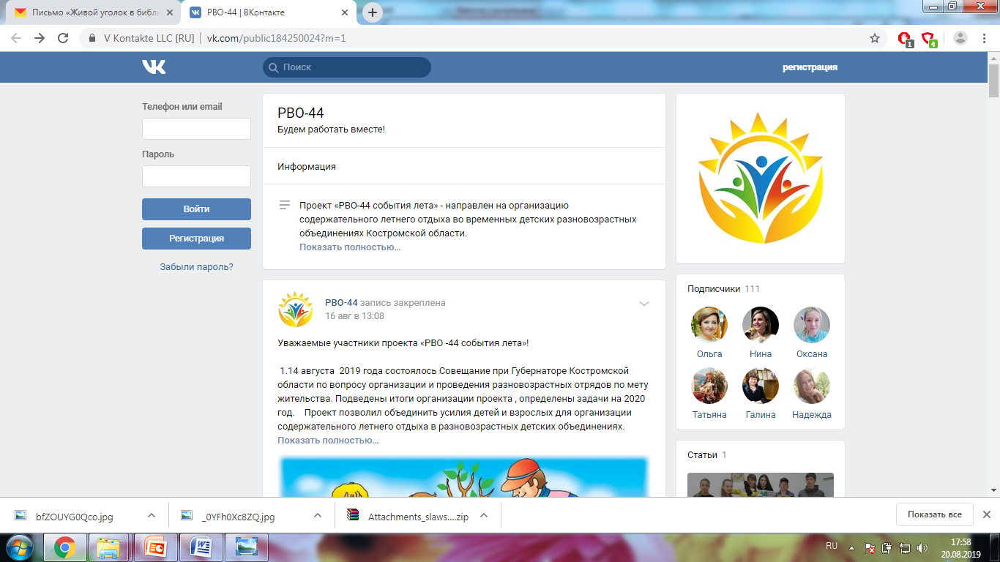 Письмо «Живой уголок в библи
РВО-44 | ВКонтакте
V Kontakte LLC [RU] | vk.com/public184250024?m=1
1
4
Поиск
регистрация
Телефон или email
Пароль
Войти
Регистрация
Забыли пароль?
РВО-44
Будем работать вместе!
Информация
Проект «РВО-44 события лета» - направлен на организацию
содержательного летнего отдыха во временных детских разновозрастных
объединениях Костромской области.
Показать полностью...
РВО-44 запись закреплена
16 авг в 13:08
Уважаемые участники проекта «РВО -44 события лета»!
1.14 августа 2019 года состоялось Совещание при Губернаторе Костромской
области по вопросу организации и проведения разновозрастных отрядов по мету
жительства. Подведены итоги организации проекта , определены задачи на 2020
год. Проект позволил объединить усилия детей и взрослых для организации
содержательного летнего отдыха в разновозрастных детских объединениях.
Показать полностью...
Подписчики 111
Ольга Нина Оксана
Татьяна Галина Надежда
Статьи 1
bfZOUYG0Qco.jpg
_0YFh0Xc8ZQ.jpg
Attachments_slaws....zip
Показать все
RU
17:58
20.08.2019